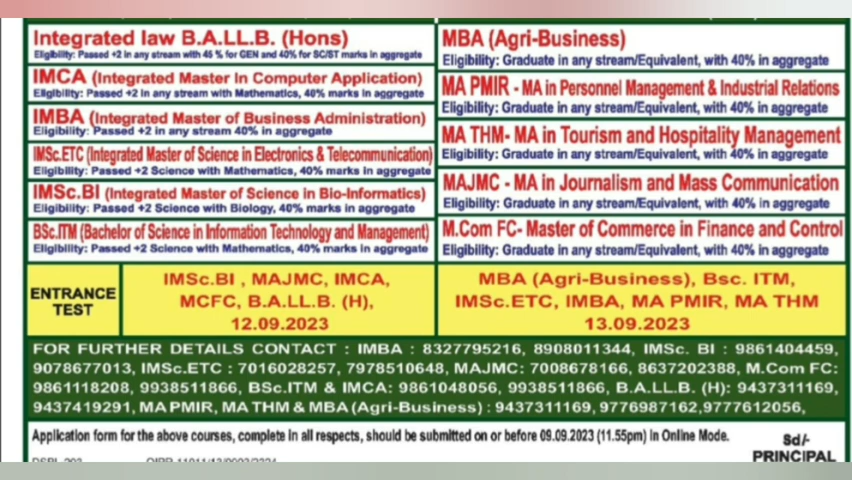 Integrated law B.A.LL.B. (Hons)
Eligibility: Passed +2 in any stream with 45 % for GEN and 40% for SC/ST marks in aggregate
IMCA (Integrated Master In Computer Application)
Eligibility: Passed +2 in any stream with Mathematics, 40% marks in aggregate
IMBA (Integrated Master of Business Administration)
Eligibility: Passed +2 in any stream 40% in aggregate
IMSc.ETC (Integrated Master of Science in Electronics & Telecommunication)
Eligibility: Passed +2 Science with Mathematics, 40% marks in aggregate
IMSc.BI (Integrated Master of Science in Bio-Informatics)
Eligibility: Passed +2 Science with Biology, 40% marks in aggregate
BSc.ITM (Bachelor of Science in Information Technology and Management)
Eligibility: Passed +2 Science with Mathematics, 40% marks in aggregate
MBA (Agri-Business)
Eligibility: Graduate in any stream/Equivalent, with 40% in aggregate
MA PMIR - MA in Personnel Management & Industrial Relations
Eligibility: Graduate in any stream/Equivalent, with 40% in aggregate
MA THM- MA in Tourism and Hospitality Management
Eligibility: Graduate in any stream/Equivalent, with 40% in aggregate
MAJMC - MA in Journalism and Mass Communication
Eligibility: Graduate in any stream/Equivalent, with 40% in aggregate
M.Com FC- Master of Commerce in Finance and Control
Eligibility: Graduate in any stream/Equivalent, with 40% in aggregate
ENTRANCE
TEST
IMSc.BI , MAJMC, IMCA,
MCFC, B.A.LL.B. (H),
12.09.2023
MBA (Agri-Business), Bsc. ITM,
IMSc.ETC, IMBA, MA PMIR, MA THM
13.09.2023
FOR FURTHER DETAILS CONTACT : IMBA : 8327795216, 8908011344, IMSc. BI : 9861404459,
9078677013, IMSc.ETC : 7016028257, 7978510648, MAJMC: 7008678166, 8637202388, M.Com FC:
9861118208, 9938511866, BSc.ITM & IMCA: 9861048056, 9938511866, B.A.LL.B. (H): 9437311169,
9437419291, MA PMIR, MA THM & MBA (Agri-Business) : 9437311169, 9776987162,9777612056,
Application form for the above courses, complete in all respects, should be submitted on or before 09.09.2023 (11.55pm) in Online Mode.
Sd/-
PRINCIPAL